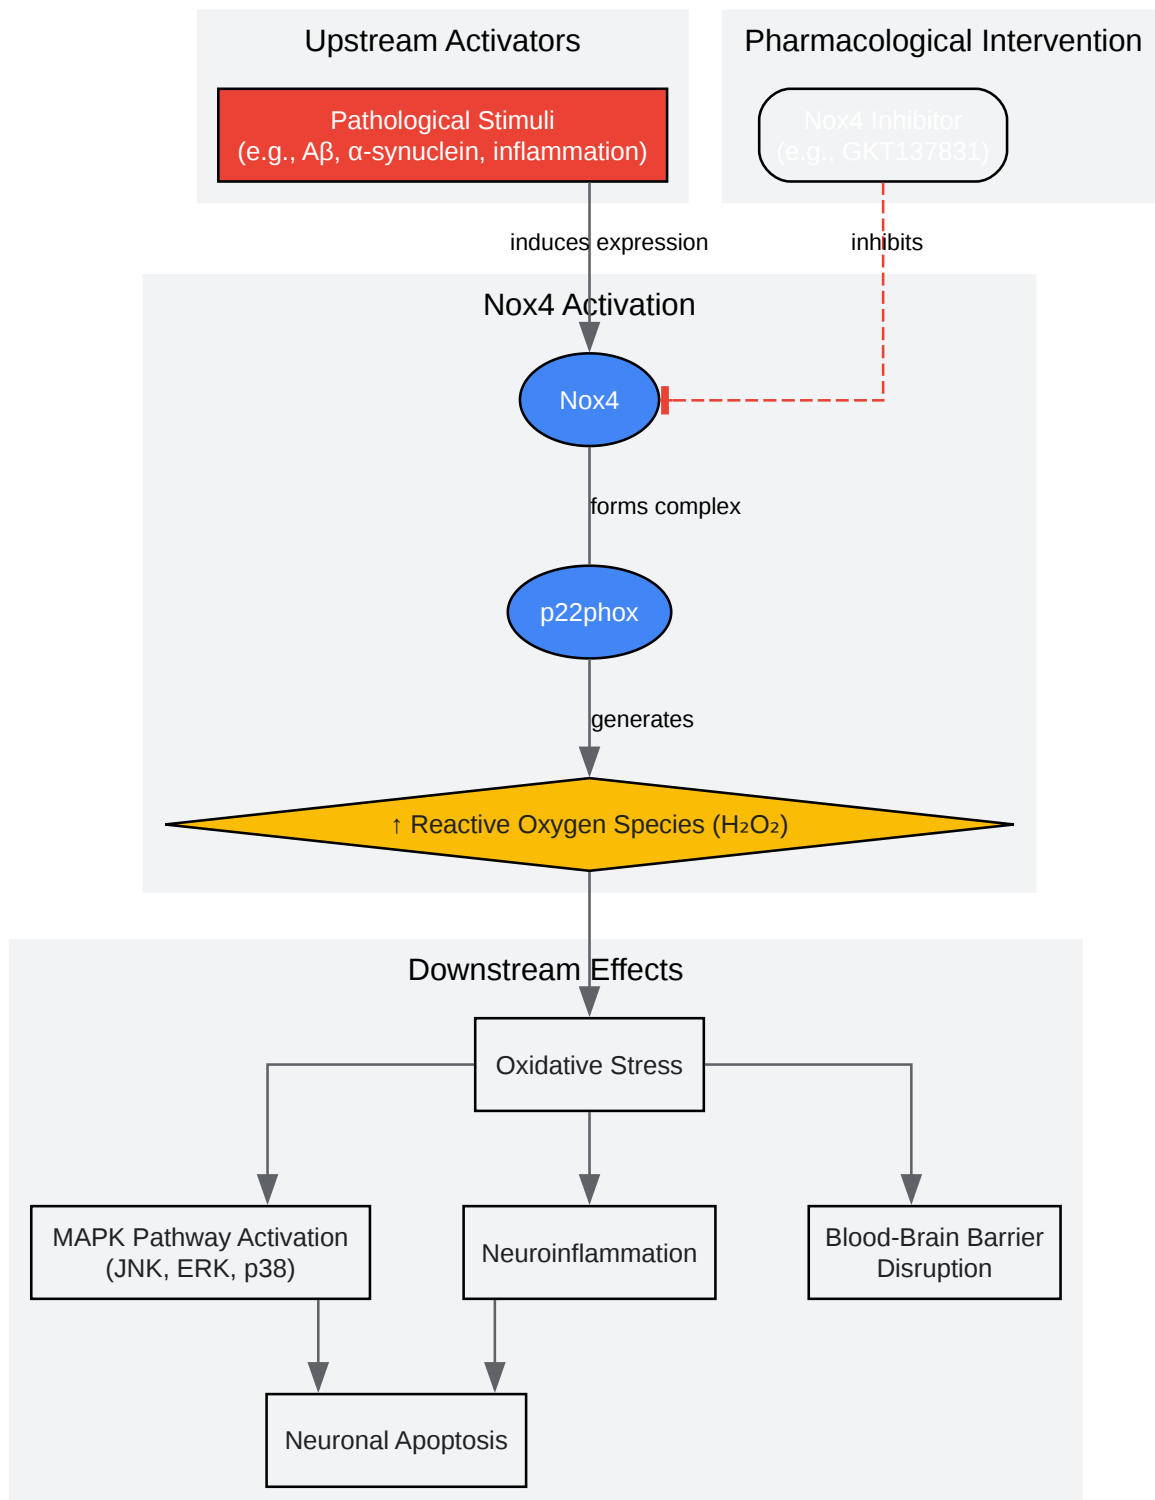 Upstream Activators
Pharmacological Intervention
Pathological Stimuli
(e.g., Aβ, α-synuclein, inflammation)
Nox4 Inhibitor
(e.g., GKT137831)
induces expression
inhibits
Nox4 Activation
Nox4
forms complex
p22phox
generates
↑ Reactive Oxygen Species (H₂O₂)
Downstream Effects
Oxidative Stress
MAPK Pathway Activation
(JNK, ERK, p38)
Neuroinflammation
Blood-Brain Barrier
Disruption
Neuronal Apoptosis